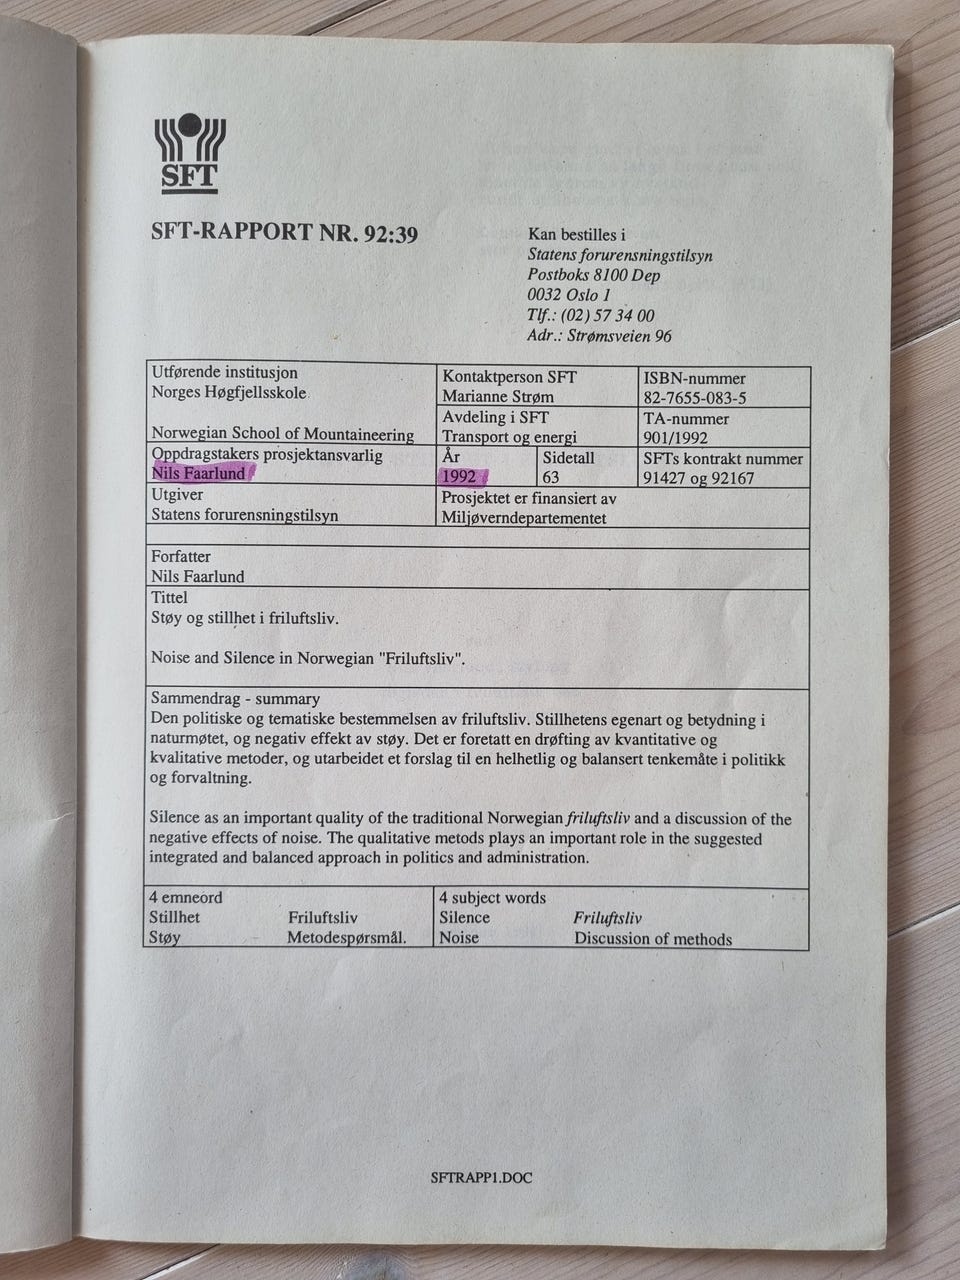 SFT
SFT-RAPPORT NR. 92:39
Kan bestilles i
Statens forurensningstilsyn
Postboks 8100 Dep
0032 Oslo 1
Tlf.: (02) 57 34 00
Adr.: Strømsveien 96
Utførende institusjon
Norges Høgfjellsskole
Norwegian School of Mountaineering
Kontaktperson SFT
Marianne Strøm
ISBN-nummer
82-7655-083-5
Avdeling i SFT
Transport og energi
TA-nummer
901/1992
Oppdragstakers prosjektansvarlig
Nils Faarlund
År
1992
Sidetall
63
SFTs kontrakt nummer
91427 og 92167
Utgiver
Statens forurensningstilsyn
Prosjektet er finansiert av
Miljøverndepartementet
Forfatter
Nils Faarlund
Tittel
Støy og stillhet i friluftsliv.
Noise and Silence in Norwegian "Friluftsliv".
Sammendrag - summary
Den politiske og tematiske bestemmelsen av friluftsliv. Stillhetens egenart og betydning i
naturmøtet, og negativ effekt av støy. Det er foretatt en drøfting av kvantitative og
kvalitative metoder, og utarbeidet et forslag til en helhetlig og balansert tenkemåte i politikk
og forvaltning.
Silence as an important quality of the traditional Norwegian friluftsliv and a discussion of the
negative effects of noise. The qualitative metods plays an important role in the suggested
integrated and balanced approach in politics and administration.
4 emneord
Stillhet Friluftsliv
Støy Metodespørsmål.
4 subject words
Silence Friluftsliv
Noise Discussion of methods
SFTRAPP1.DOC